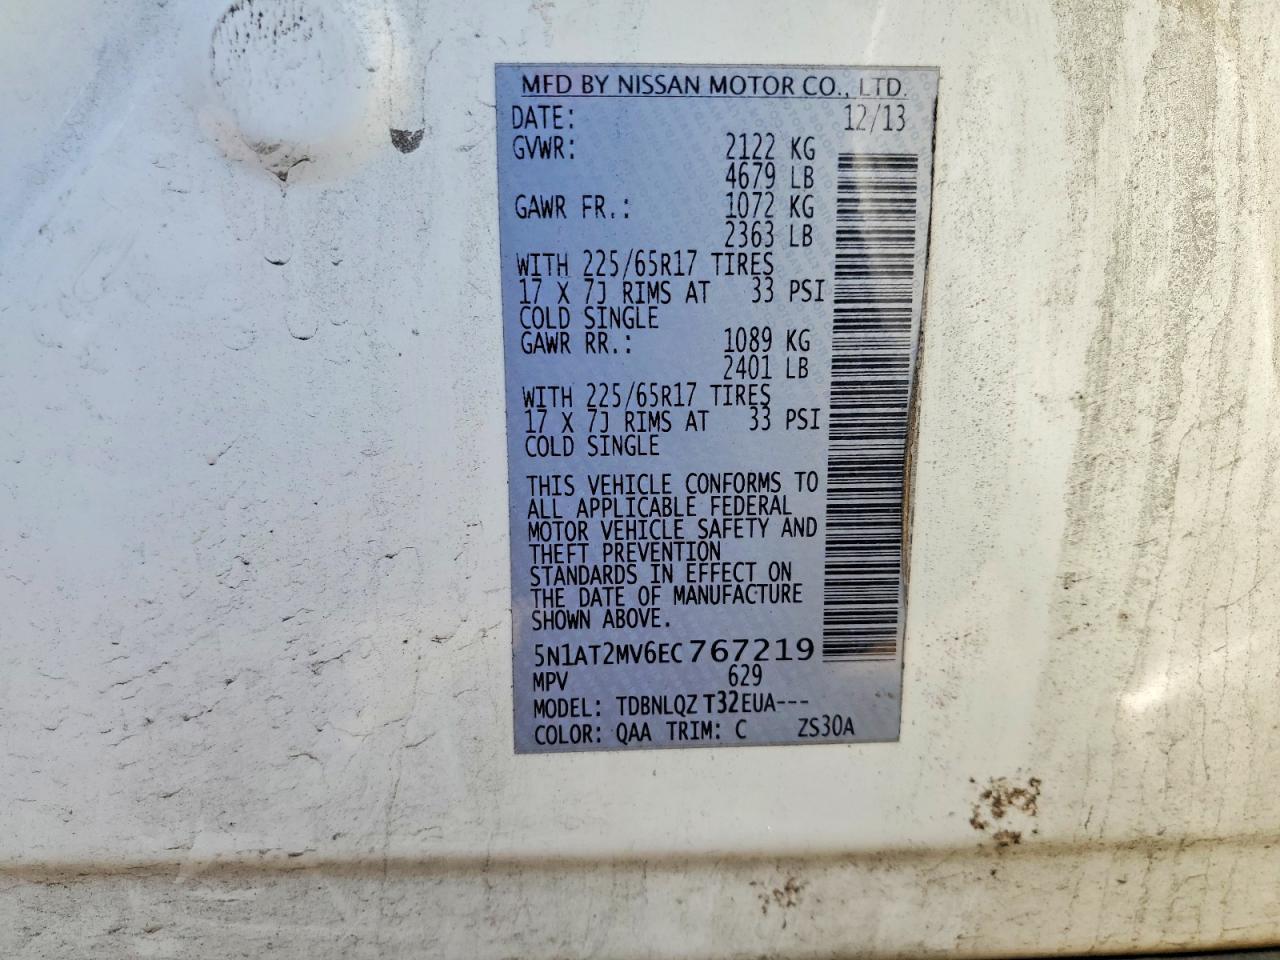 MFD BY NISSAN MOTOR CO., LTD.
DATE: 12/13
GVWR: 2122 KG
4679 LB
GAWR FR.: 1072 KG
2363 LB
WITH 225/65R17 TIRES
17 X 7J RIMS AT 33 PSI
COLD SINGLE
GAWR RR.: 1089 KG
2401 LB
WITH 225/65R17 TIRES
17 X 7J RIMS AT 33 PSI
COLD SINGLE
THIS VEHICLE CONFORMS TO
ALL APPLICABLE FEDERAL
MOTOR VEHICLE SAFETY AND
THEFT PREVENTION
STANDARDS IN EFFECT ON
THE DATE OF MANUFACTURE
SHOWN ABOVE.
5N1AT2MV6EC767219
MPV 629
MODEL: TDBNLQZ T32EUA---
COLOR: QAA TRIM: C ZS30A